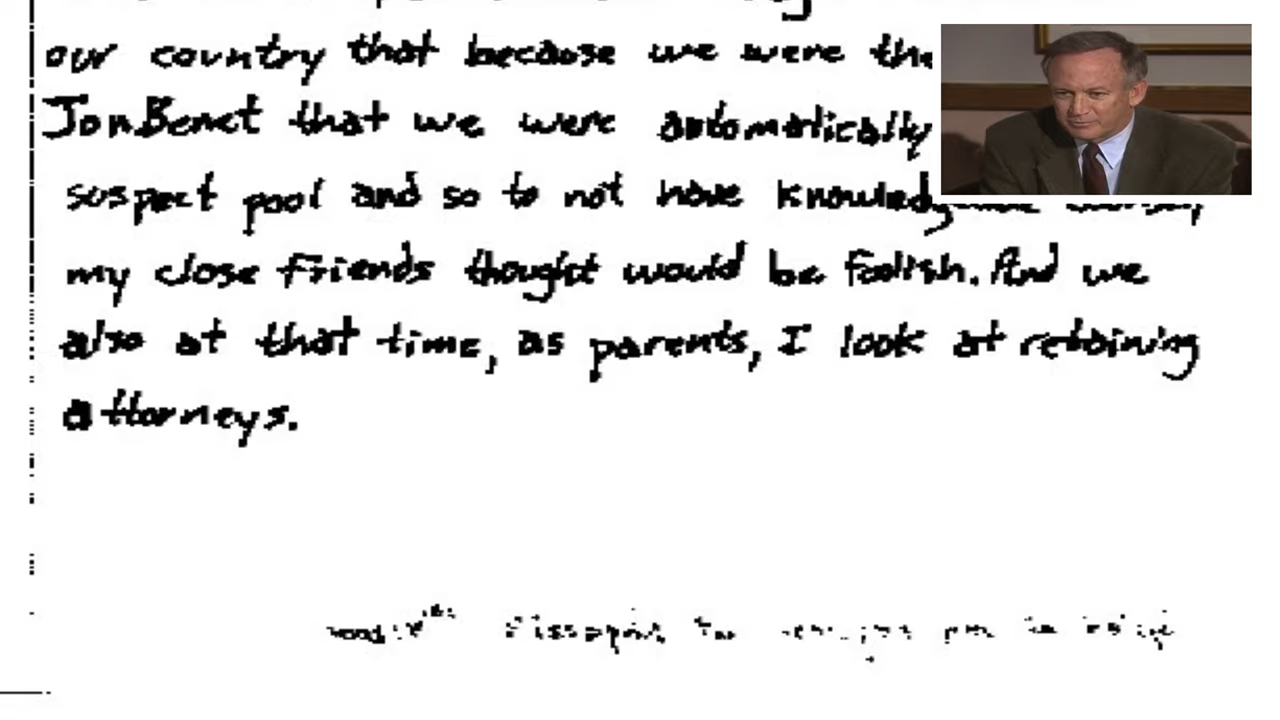 our country that because we were the
JonBenet that we were automatically
suspect pool and so to not have
my close friends thought would be foolish. And we
also at that time, as parents, I look at retaining
attorneys.